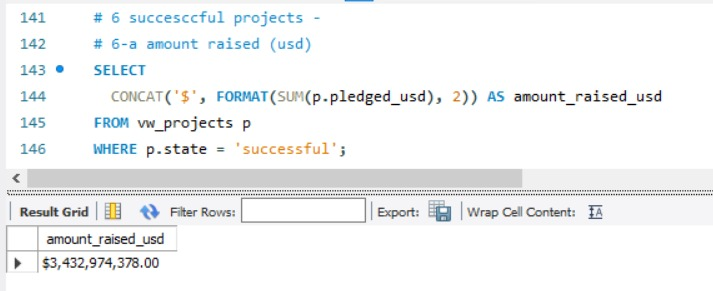 141 # 6 successccful projects -
142 # 6-a amount raised (usd)
143 SELECT
144 CONCAT('$', FORMAT(SUM(p.pledged_usd), 2)) AS amount_raised_usd
145 FROM vw_projects p
146 WHERE p.state = 'successful';
Result Grid Filter Rows: Export: Wrap Cell Content: IA
amount_raised_usd
$3,432,974,378.00